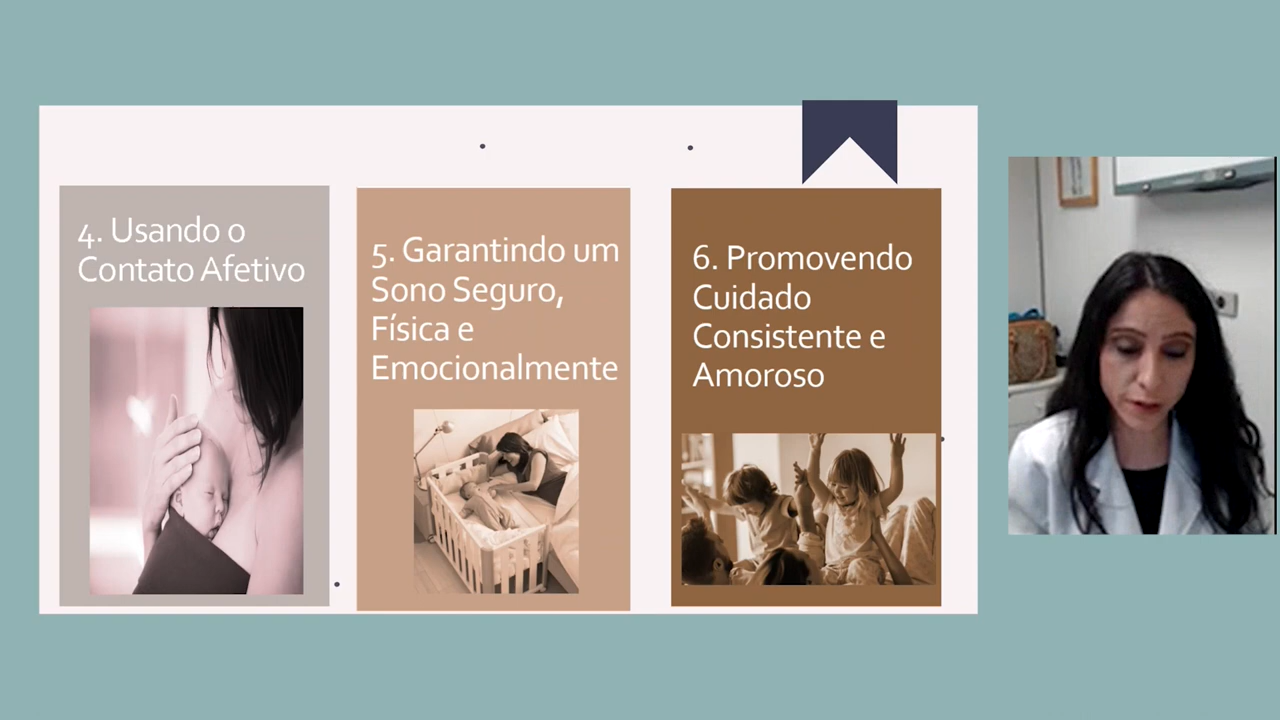 4. Usando o
Contato Afetivo
5. Garantindo um
Sono Seguro,
Física e
Emocionalmente
6. Promovendo
Cuidado
Consistente e
Amoroso